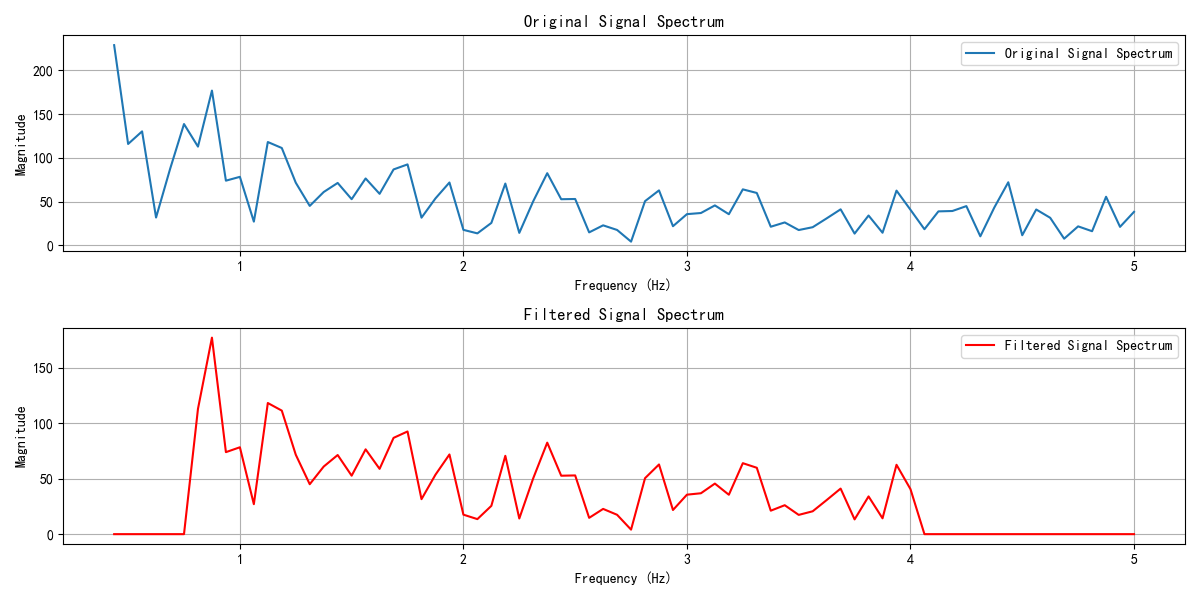 Original Signal Spectrum
Original Signal Spectrum
Magnitude
200
150
100
50
0
1 2 3 4 5
Frequency (Hz)
Filtered Signal Spectrum
Filtered Signal Spectrum
Magnitude
150
100
50
0
1 2 3 4 5
Frequency (Hz)